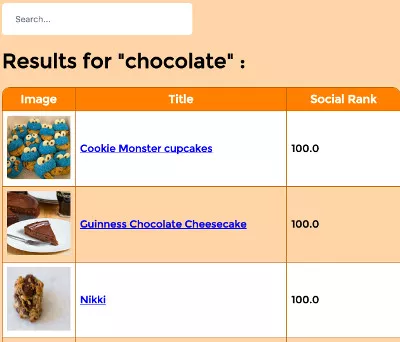 Search...
Results for "chocolate" :
Image Title Social Rank
Cookie Monster cupcakes 100.0
Guinness Chocolate Cheesecake 100.0
Nikki 100.0